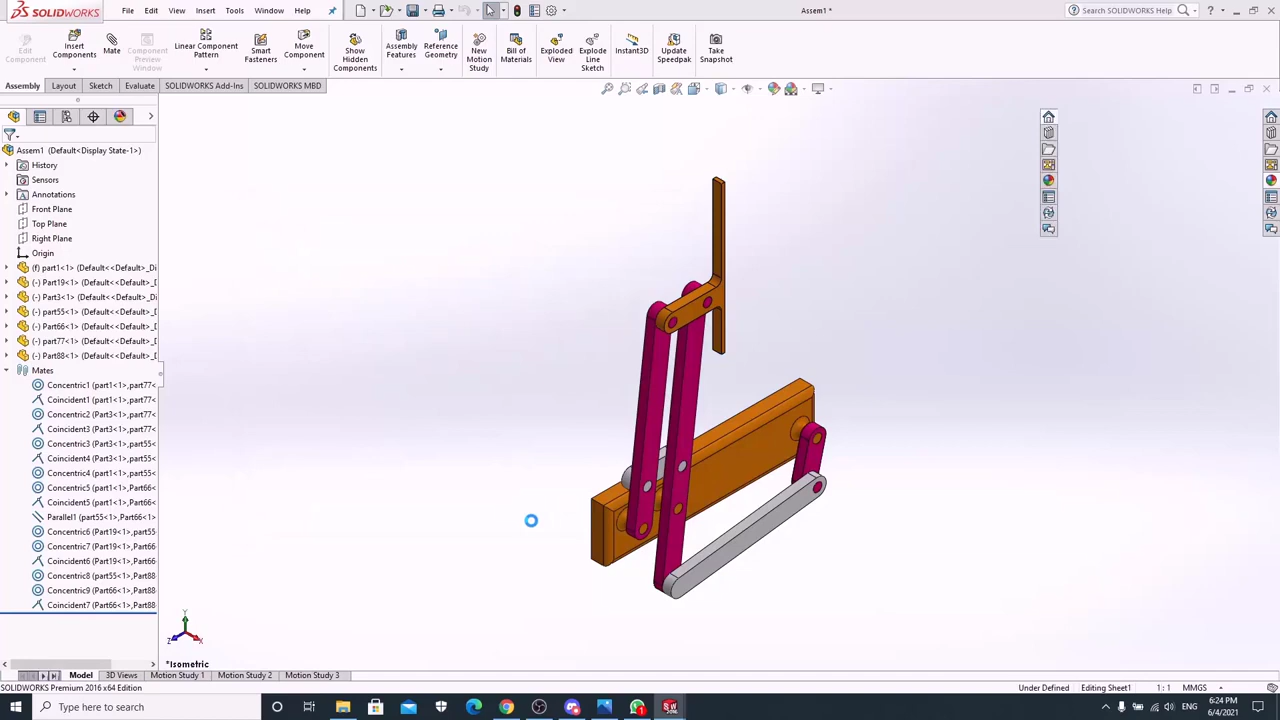 SOLIDWORKS File Edit View Insert Tools Window Help Assem1 * Search SOLIDWORKS Help
Edit Component
Insert Components
Mate
Component Preview Window
Linear Component Pattern
Smart Fasteners
Move Component
Show Hidden Components
Assembly Features
Reference Geometry
New Motion Study
Bill of Materials
Exploded View
Explode Line Sketch
Instant3D
Update Speedpak
Take Snapshot
Assembly Layout Sketch Evaluate SOLIDWORKS Add-Ins SOLIDWORKS MBD
Assem1 (Default<Display State-1>)
History
Sensors
Annotations
Front Plane
Top Plane
Right Plane
Origin
(f) part1<1> (Default<<Default>_Di
(-) Part19<1> (Default<<Default>_D
(-) Part3<1> (Default<<Default>_Di
(-) part55<1> (Default<<Default>_D
(-) Part66<1> (Default<<Default>_D
(-) part77<1> (Default<<Default>_D
(-) Part88<1> (Default<<Default>_D
Mates
Concentric1 (part1<1>,part77<
Coincident1 (part1<1>,part77<
Concentric2 (Part3<1>,part77<
Coincident3 (Part3<1>,part77<
Concentric3 (Part3<1>,part55<
Coincident4 (Part3<1>,part55<
Concentric4 (part1<1>,part55<
Concentric5 (part1<1>,Part66<
Coincident5 (part1<1>,Part66<
Parallel1 (part55<1>,Part66<1>
Concentric6 (Part19<1>,part55
Concentric7 (Part19<1>,Part66
Coincident6 (Part19<1>,Part66
Concentric8 (part55<1>,Part88
Concentric9 (Part66<1>,Part88
Coincident7 (Part66<1>,Part88
Y
Z X
*Isometric
Model 3D Views Motion Study 1 Motion Study 2 Motion Study 3
SOLIDWORKS Premium 2016 x64 Edition Under Defined Editing Sheet1 1 : 1 MMGS
Type here to search ENG 6:24 PM
6/4/2021